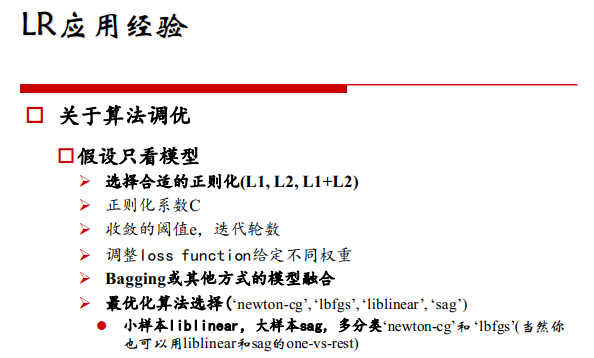 LR应用经验
关于算法调优
假设只看模型
选择合适的正则化(L1, L2, L1+L2)
正则化系数C
收敛的阈值e，迭代轮数
调整loss function给定不同权重
Bagging或其他方式的模型融合
最优化算法选择(‘newton-cg’, ‘lbfgs’, ‘liblinear’, ‘sag’)
小样本liblinear，大样本sag，多分类‘newton-cg’和 ‘lbfgs’(当然你
也可以用liblinear和sag的one-vs-rest)